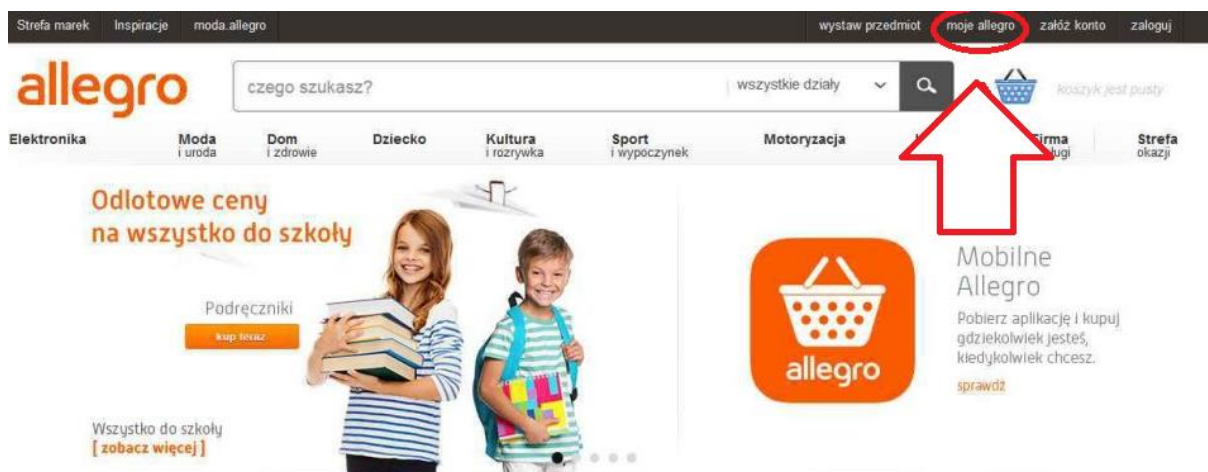 Strefa marek Inspiracje moda.allegro wystaw przedmiot moje allegro załóż konto zaloguj
allegro czego szukasz? wszystkie działy koszyk jest pusty
Elektronika Moda Dom Dziecko Kultura Sport Motoryzacja Strefa
i uroda i zdrowie i rozrywka i wypoczynek okazji
Odlotowe ceny
na wszystko do szkoły
Podręczniki
kup teraz
Wszystko do szkoły
[ zobacz więcej ]
allegro
Mobilne
Allegro
Pobierz aplikację i kupuj
gdziekolwiek jesteś,
kiedykolwiek chcesz.
sprawdź